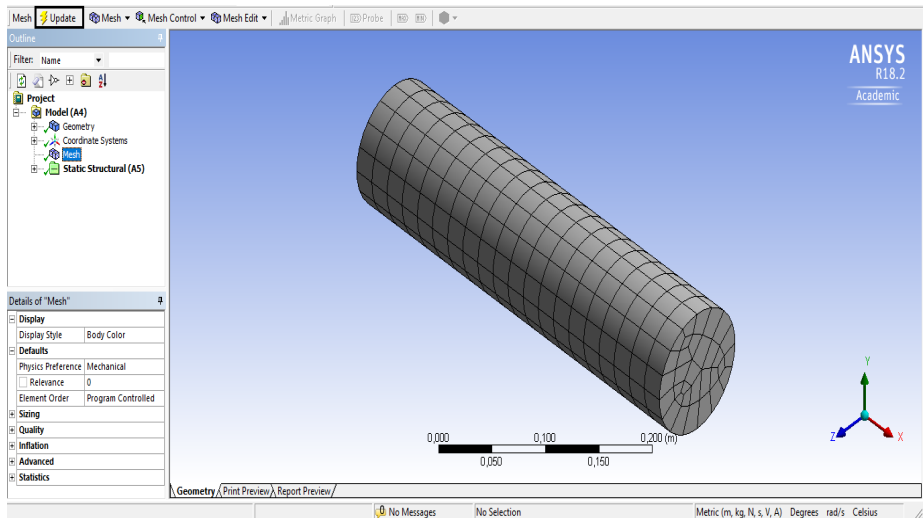 Mesh Update Mesh Mesh Control Mesh Edit Metric Graph Probe
Outline
Filter: Name
Project
Model (A4)
Geometry
Coordinate Systems
Mesh
Static Structural (A5)
Details of "Mesh"
Display
Display Style Body Color
Defaults
Physics Preference Mechanical
Relevance 0
Element Order Program Controlled
Sizing
Quality
Inflation
Advanced
Statistics
ANSYS
R18.2
Academic
0,000 0,100 0,200 (m)
0,050 0,150
Y
Z X
Geometry Print Preview Report Preview
No Messages No Selection Metric (m, kg, N, s, V, A) Degrees rad/s Celsius